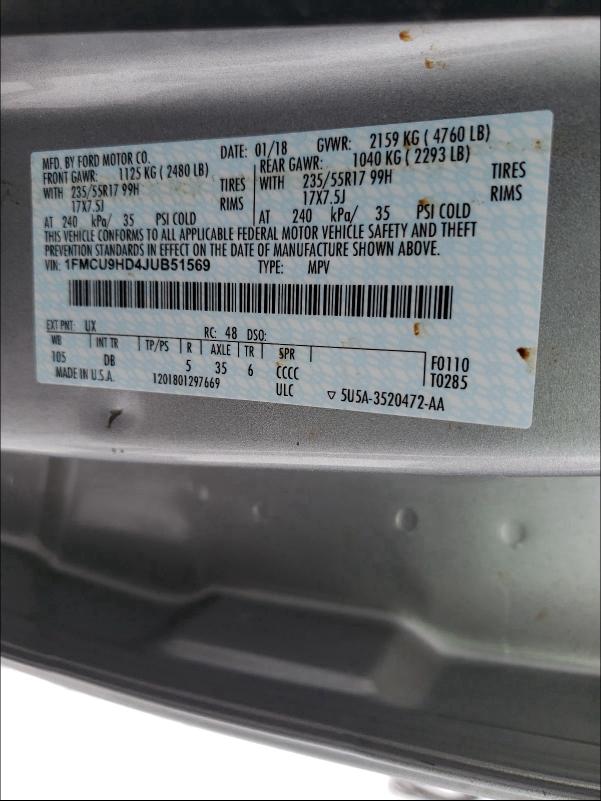 MFD. BY FORD MOTOR CO. DATE: 01/18 GVWR: 2159 KG ( 4760 LB)
FRONT GAWR: 1125 KG ( 2480 LB) REAR GAWR: 1040 KG ( 2293 LB)
WITH 235/55R17 99H TIRES WITH 235/55R17 99H TIRES
17X7.5J RIMS 17X7.5J RIMS
AT 240 kPa/ 35 PSI COLD AT 240 kPa/ 35 PSI COLD
THIS VEHICLE CONFORMS TO ALL APPLICABLE FEDERAL MOTOR VEHICLE SAFETY AND THEFT
PREVENTION STANDARDS IN EFFECT ON THE DATE OF MANUFACTURE SHOWN ABOVE.
VIN: 1FMCU9HD4JUB51569 TYPE: MPV
EXT PNT: UX RC: 48 DSO:
WB INT TR TP/PS R AXLE TR SPR
105 DB 5 35 6 CCCC F0110
MADE IN U.S.A. 1201801297669 ULC T0285
▽ 5U5A-3520472-AA